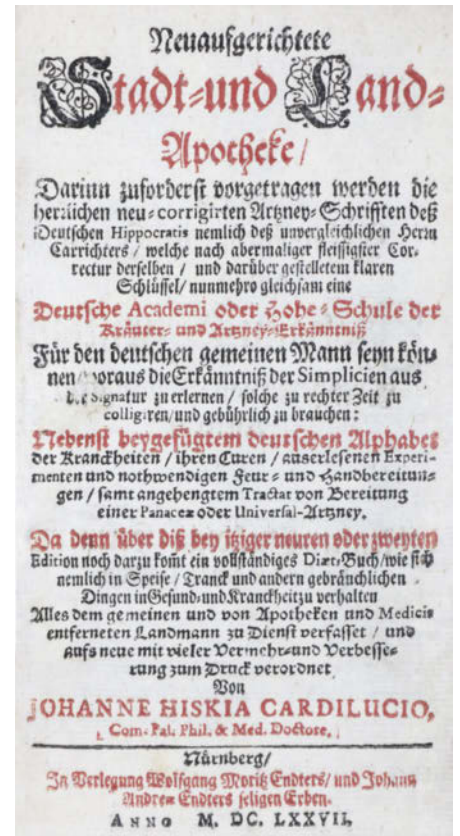 Neuaufgerichtete
Stadt-und Land-
Apotheke/
Darinn zuforderst vorgetragen werden die
herzlichen neu-corrigirten Artzney-Schrifften deß
Deutschen Hippocratis nemlich deß unvergleichlichen Herzn
Carrichters / welche nach abermaliger fleissigster Cor-
rectur derselben / und darüber gestelletem klaren
Schlüssel/ nunmehro gleichsam eine
Deutsche Academi oder Hohe-Schule der
Kräuter- und Artzney-Erkänntniß
Für den deutschen gemeinen Mann seyn kön-
nen voraus die Erkänntniß der Simplicien aus
der Signatur zu erlernen / solche zu rechter Zeit zu
colligiren/und gebührlich zu brauchen:
Nebenst beygefügtem deutschen Alphabet
der Kranckheiten / ihren Curen / auserlesenen Experi-
menten und nothwendigen Feur- und Handbereitun-
gen / samt angehengtem Tractat von Bereitung
einer Panaceæ oder Universal-Artzney.
Da denn über diß bey itziger neuen oder zweyten
Edition noch darzu komt ein vollständiges Diæt-Buch/wie sich
nemlich in Speise / Tranck und andern gebräuchlichen
Dingen in Gesund-und Kranckheit zu verhalten
Alles dem gemeinen und von Apotheken und Medicis
entferneten Landmann zu Dienst verfasset / und
aufs neue mit vieler Vermehr-und Verbesse-
rung zum Druck verordnet
Von
JOHANNE HISKIA CARDILUCIO,
Com. Pal. Phil. & Med. Doctore.
Nürnberg/
In Verlegung Wolfgang Moritz Endters/ und Johann
Andreæ Endters seligen Erben.
ANNO M. DC. LXXVII.